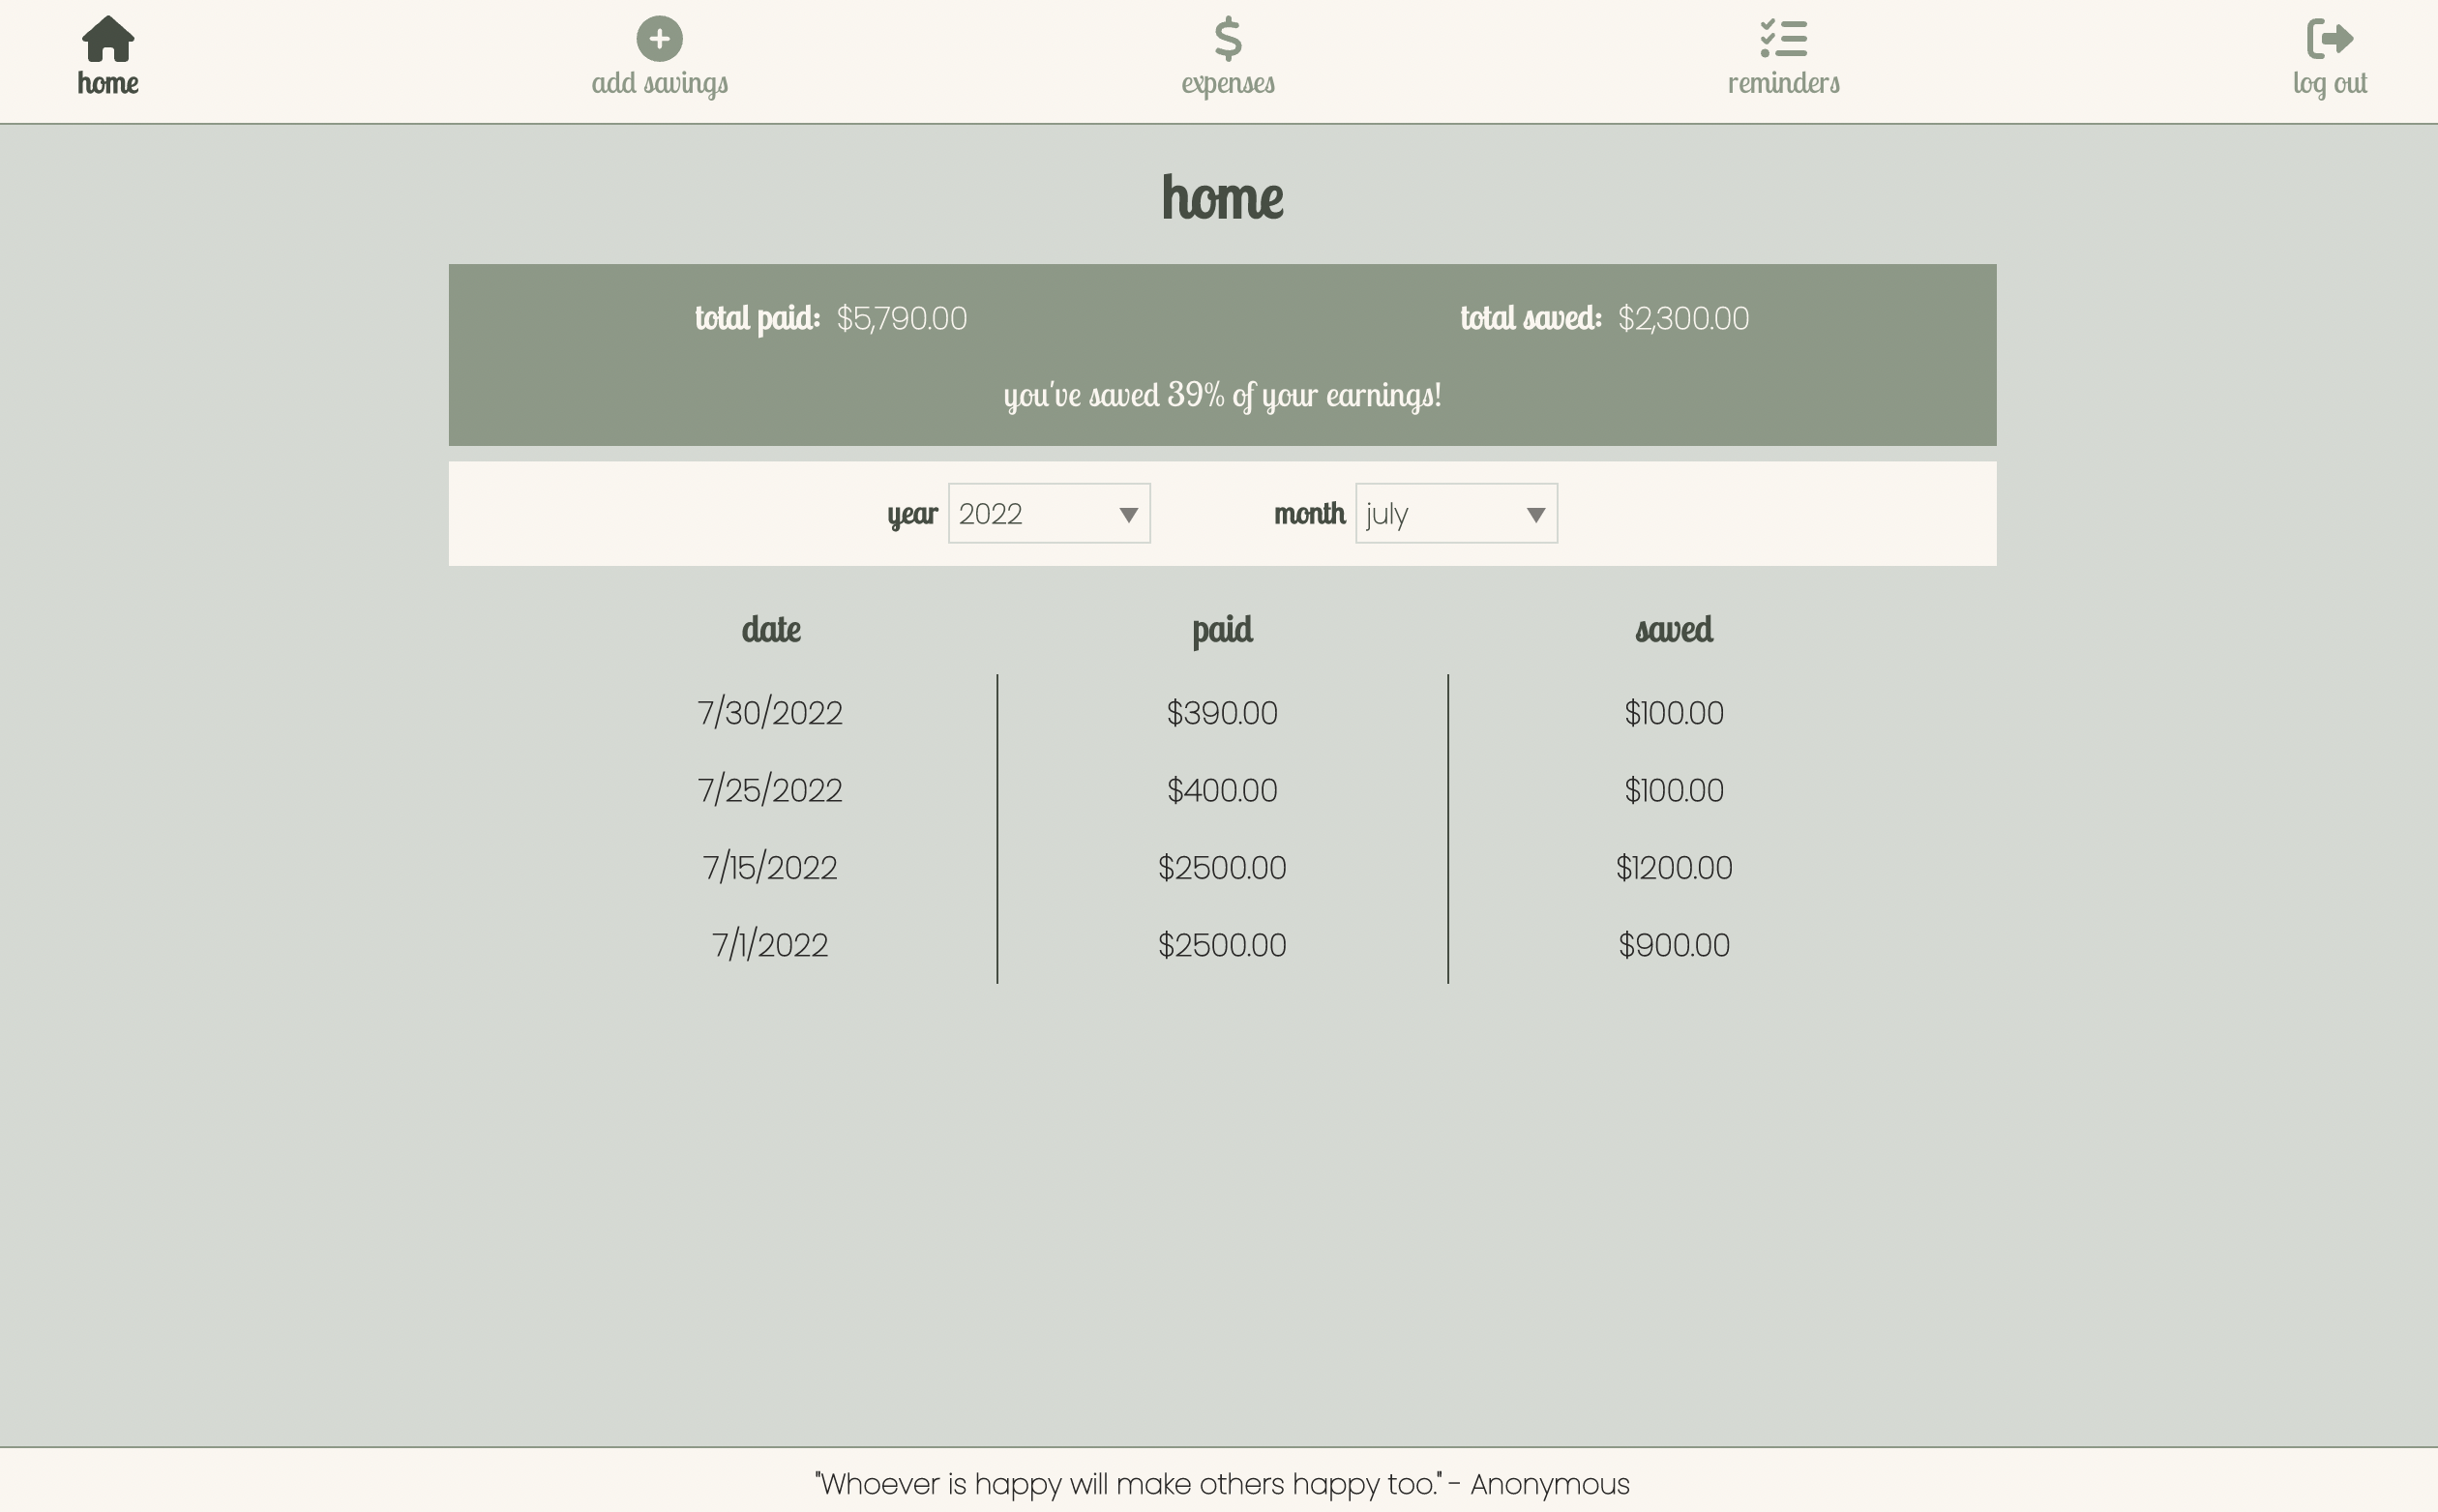 home add savings expenses reminders log out
home
total paid: $5,790.00 total saved: $2,300.00
you've saved 39% of your earnings!
year 2022 month july
date paid saved
7/30/2022 $390.00 $100.00
7/25/2022 $400.00 $100.00
7/15/2022 $2500.00 $1200.00
7/1/2022 $2500.00 $900.00
"Whoever is happy will make others happy too." - Anonymous